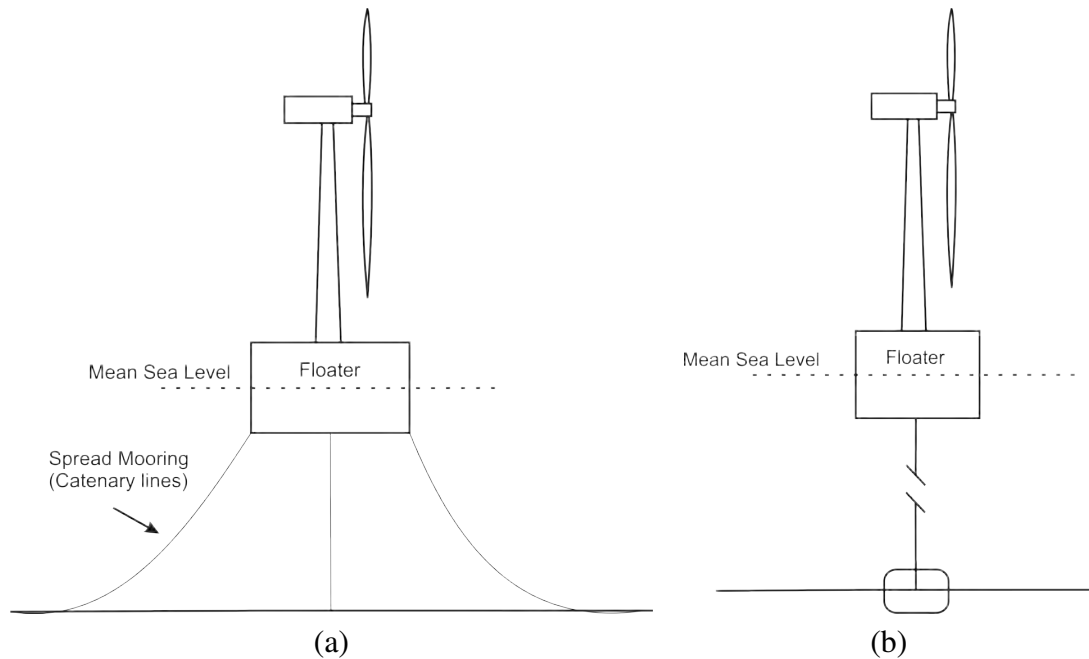 Mean Sea Level
Floater
Spread Mooring
(Catenary lines)
(a)
Mean Sea Level
Floater
(b)